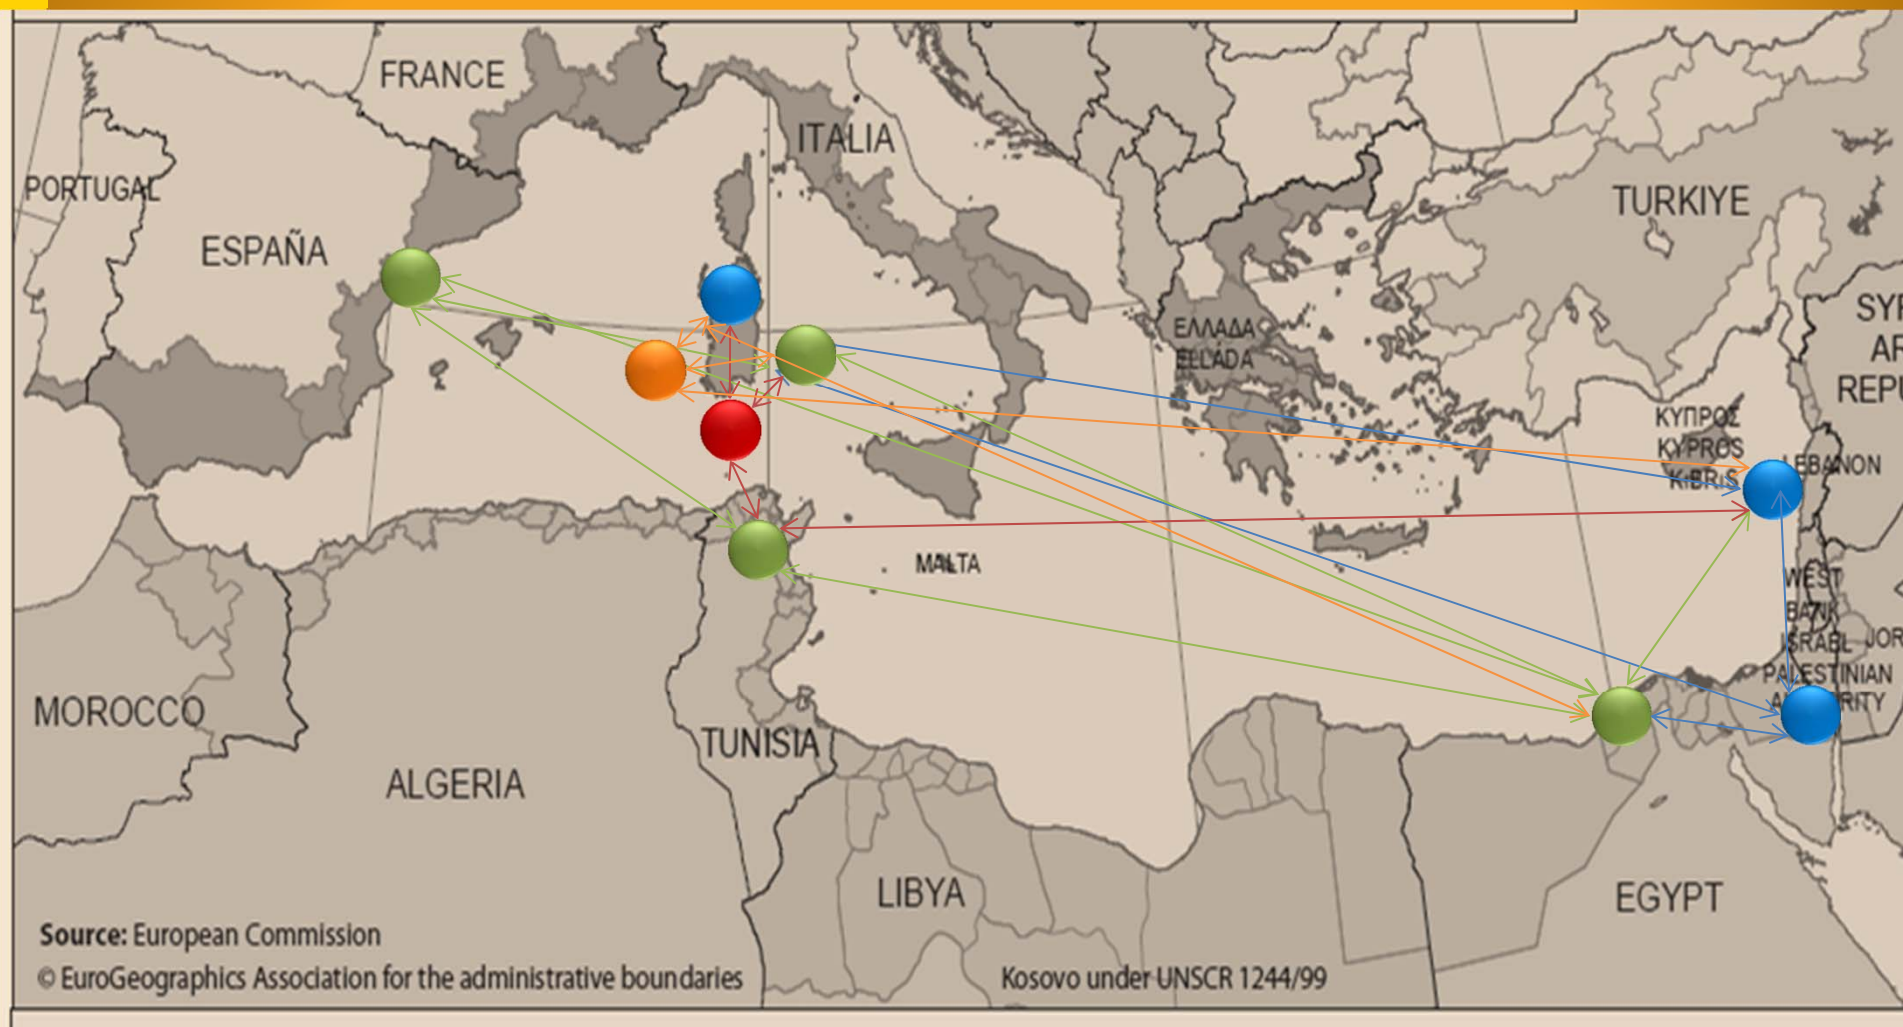 FRANCE
ITALIA
PORTUGAL
ESPAÑA
TURKIYE
ΕΛΛΑΔΑ
ELLADA
ΚΥΠΡΟΣ
KYPROS
KIBRIS
LEBANON
MALTA
WEST
BANK
ISRAEL
PALESTINIAN
MOROCCO
TUNISIA
ALGERIA
LIBYA
EGYPT
Source: European Commission
© EuroGeographics Association for the administrative boundaries
Kosovo under UNSCR 1244/99